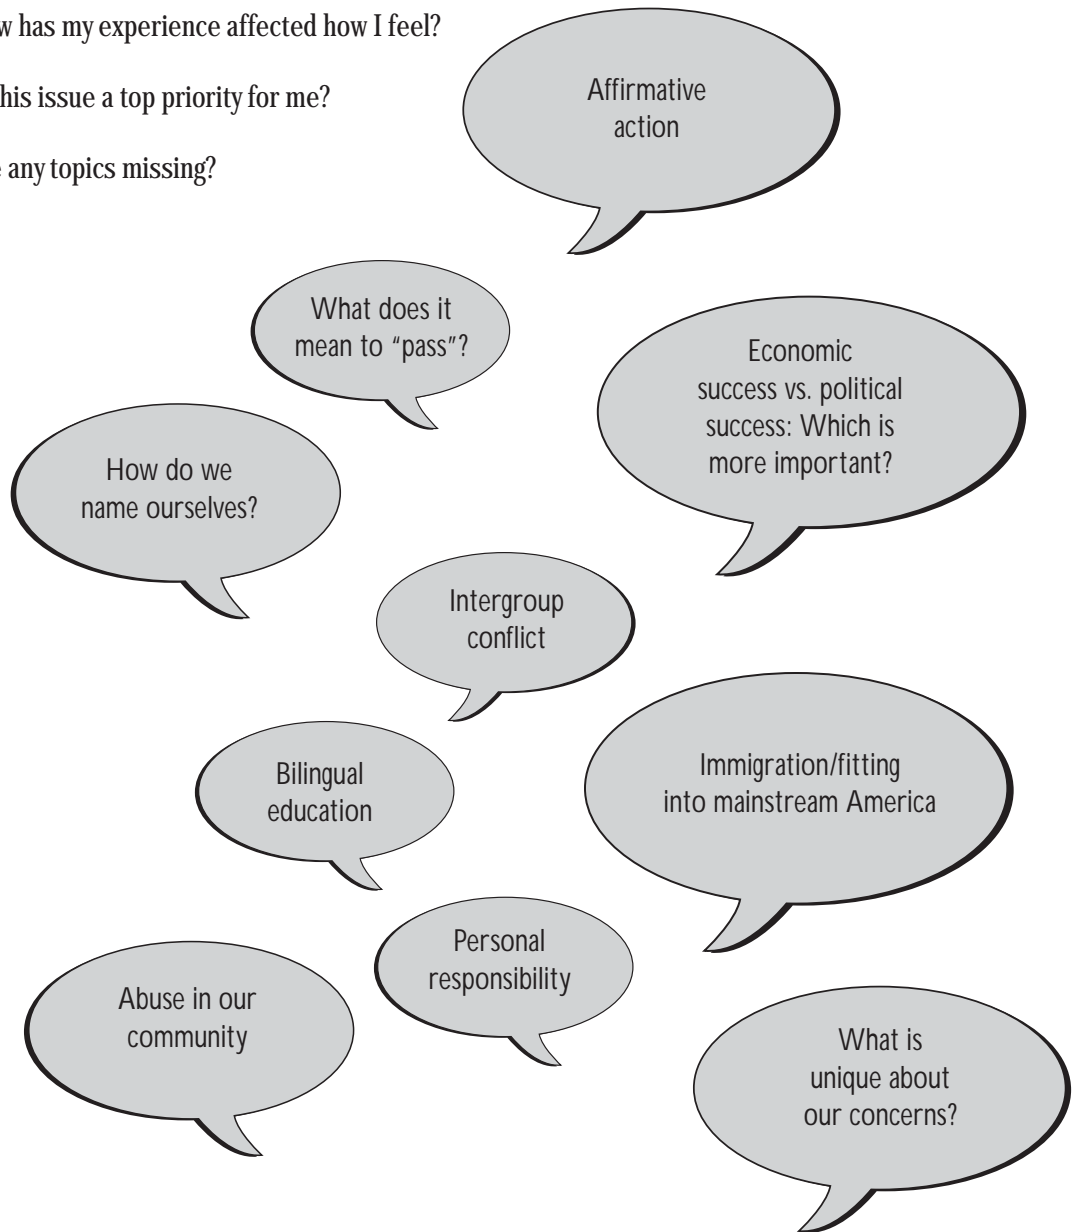 has my experience affected how I feel?
this issue a top priority for me?
any topics missing?
Affirmative
action
What does it
mean to “pass”?
Economic
success vs. political
success: Which is
more important?
How do we
name ourselves?
Intergroup
conflict
Bilingual
education
Immigration/fitting
into mainstream America
Personal
responsibility
Abuse in our
community
What is
unique about
our concerns?